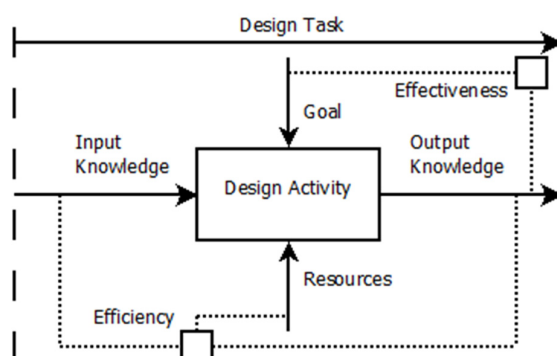 Design Task
Effectiveness
Goal
Input
Knowledge
Output
Knowledge
Design Activity
Resources
Efficiency